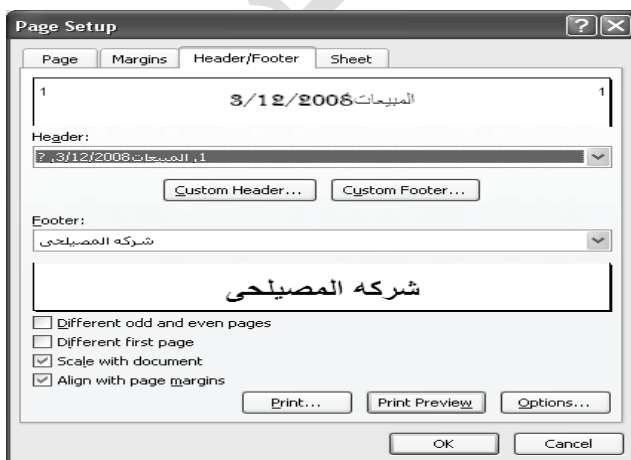 Page Setup
Page Margins Header/Footer Sheet
1 المبيعات3/12/2008 1
Header:
1, المبيعات3/12/2008, ?
Custom Header... Custom Footer...
Footer:
شركه المصيلحى
شركه المصيلحى
Different odd and even pages
Different first page
Scale with document
Align with page margins
Print... Print Preview Options...
OK Cancel